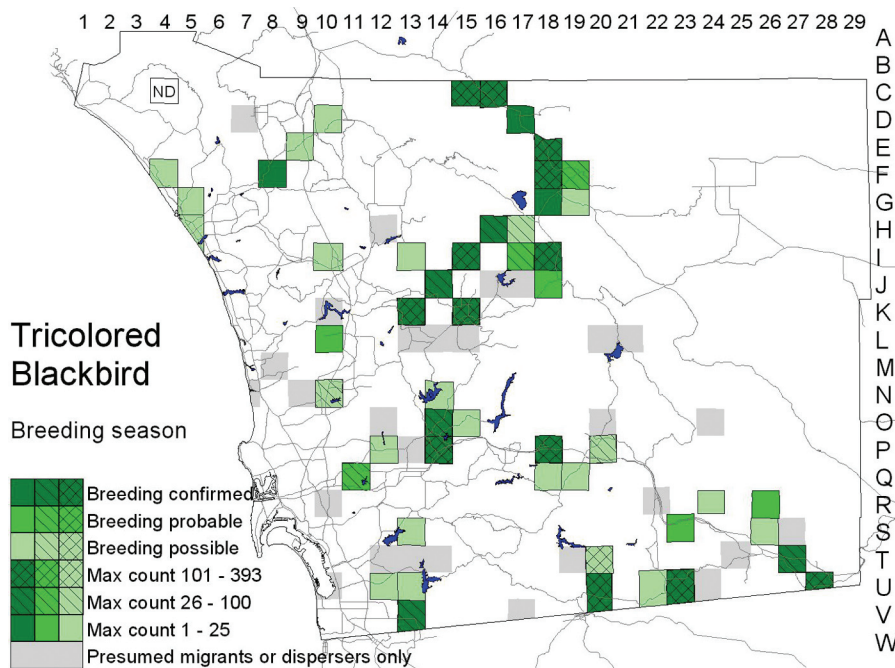 1 2 3 4 5 6 7 8 9 10 11 12 13 14 15 16 17 18 19 20 21 22 23 24 25 26 27 28 29
A
B
C
D
E
F
G
H
I
J
K
L
M
N
O
P
Q
R
S
T
U
V
W
ND
Tricolored
Blackbird
Breeding season
Breeding confirmed
Breeding probable
Breeding possible
Max count 101 - 393
Max count 26 - 100
Max count 1 - 25
Presumed migrants or dispersers only